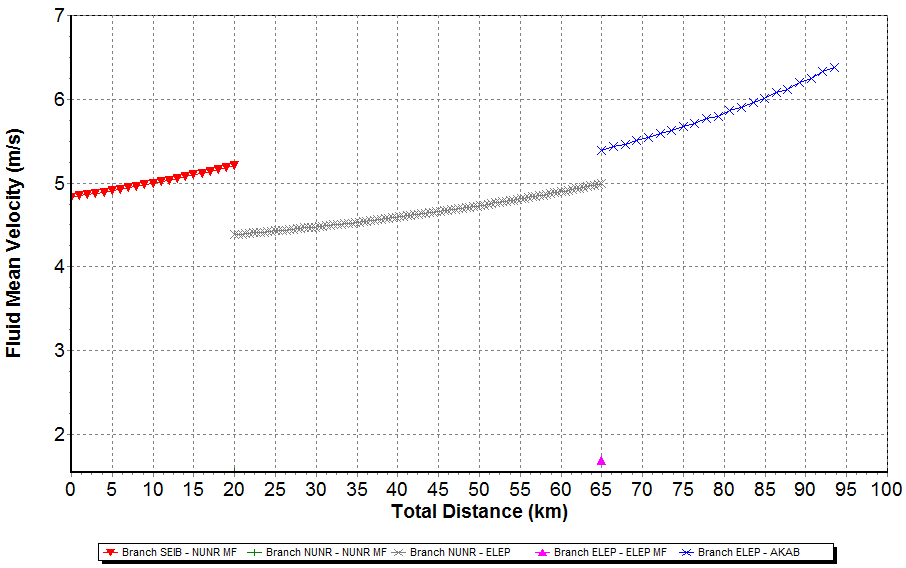 7
6
5
4
3
2
Fluid Mean Velocity (m/s)
0 5 10 15 20 25 30 35 40 45 50 55 60 65 70 75 80 85 90 95 100
Total Distance (km)
Branch SEIB - NUNR MF Branch NUNR - NUNR MF Branch NUNR - ELEP Branch ELEP - ELEP MF Branch ELEP - AKAB